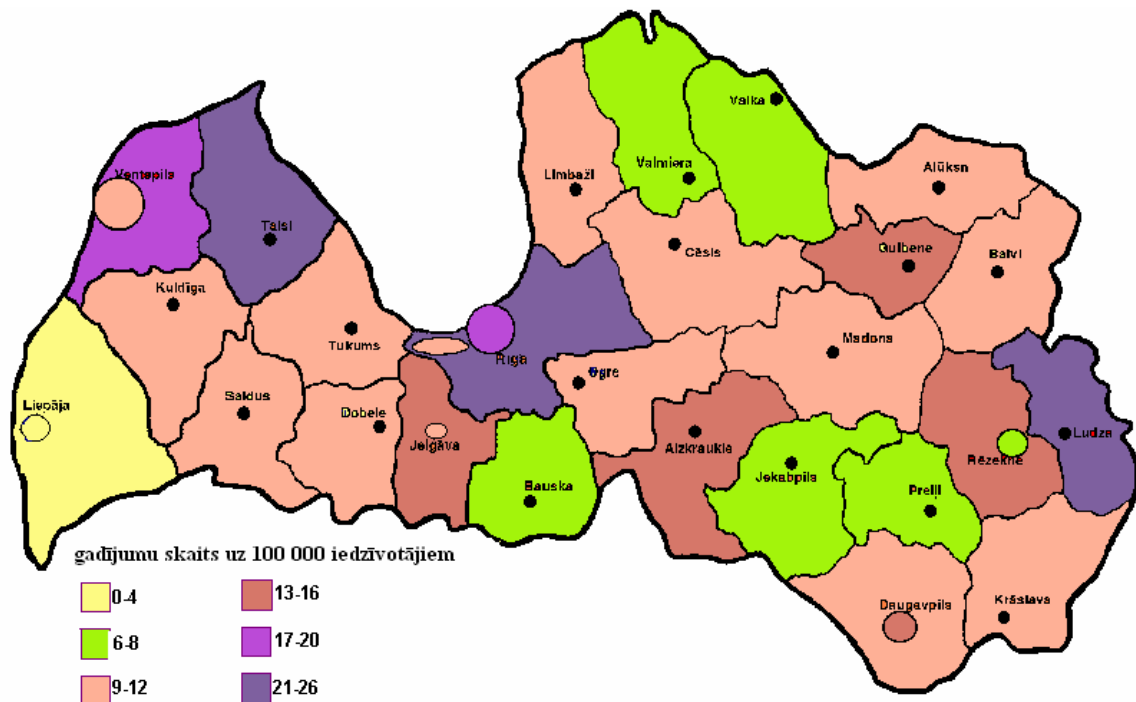 Valka
Ventspils
Valmiera
Limbaži
Alūksn
Talsi
Cēsis
Gulbene
Balvi
Kuldīga
Tukums
Rīga
Madona
Ogre
Liepāja
Saldus
Dobele
Jelgāva
Aizkraukle
Ludza
Rēzekne
Jēkabpils
Preiļi
Bauska
gadījumu skaits uz 100 000 iedzīvotājiem
0-4
13-16
Daugavpils
Krāslava
6-8
17-20
9-12
21-26